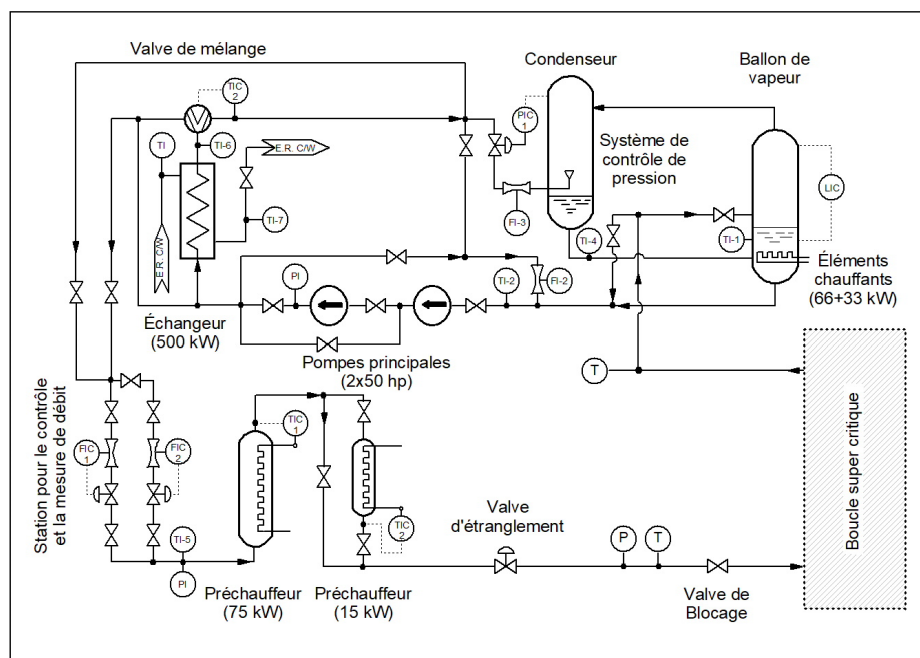 Valve de mélange
Condenseur
Ballon de
vapeur
TIC
2
PIC
1
TI
TI-6
E.R. C/W
Système de
contrôle de
pression
LIC
TI-7
FI-3
E.R. C/W
TI-4
TI-1
Éléments
chauffants
(66+33 kW)
PI
TI-2
FI-2
Échangeur
(500 kW)
Pompes principales
(2x50 hp)
T
Station pour le contrôle
et la mesure de débit
TIC
1
FIC
1
FIC
2
TIC
2
Valve
d'étranglement
Boucle super critique
TI-5
P
T
PI
Préchauffeur
(75 kW)
Préchauffeur
(15 kW)
Valve de
Blocage